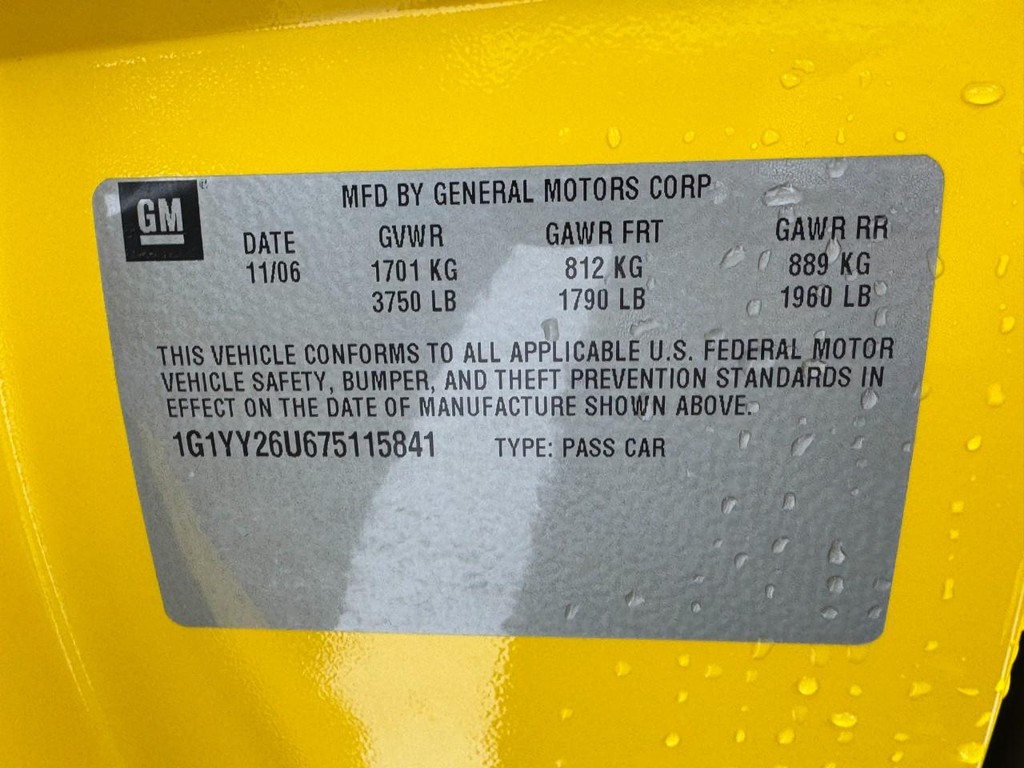 GM
MFD BY GENERAL MOTORS CORP
DATE GVWR GAWR FRT GAWR RR
11/06 1701 KG 812 KG 889 KG
3750 LB 1790 LB 1960 LB
THIS VEHICLE CONFORMS TO ALL APPLICABLE U.S. FEDERAL MOTOR
VEHICLE SAFETY, BUMPER, AND THEFT PREVENTION STANDARDS IN
EFFECT ON THE DATE OF MANUFACTURE SHOWN ABOVE.
1G1YY26U675115841 TYPE: PASS CAR